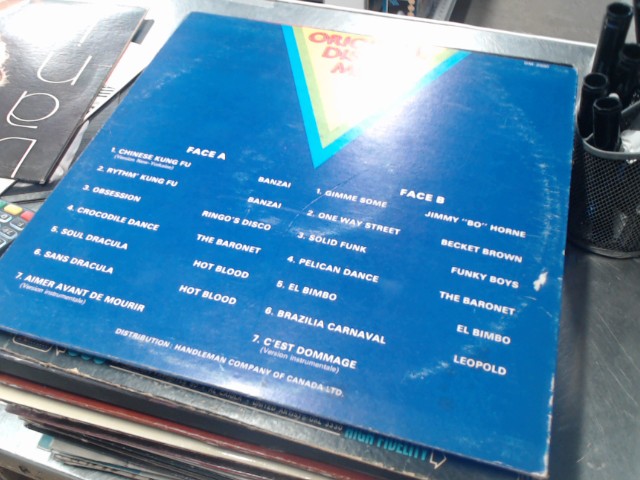 FACE A
1. CHINESE KUNG FU BANZAI
(Version Non-Traduite)
2. RYTHM' KUNG FU BANZAI
3. OBSESSION RINGO'S DISCO
4. CROCODILE DANCE THE BARONET
5. SOUL DRACULA HOT BLOOD
6. SANS DRACULA HOT BLOOD
7. AIMER AVANT DE MOURIR
(Version instrumentale)
FACE B
1. GIMME SOME JIMMY "BO" HORNE
2. ONE WAY STREET BECKET BROWN
3. SOLID FUNK FUNKY BOYS
4. PELICAN DANCE THE BARONET
5. EL BIMBO EL BIMBO
6. BRAZILIA CARNAVAL LEOPOLD
7. C'EST DOMMAGE
(Version instrumentale)
DISTRIBUTION: HANDLEMAN COMPANY OF CANADA LTD.
HIGH FIDELITY